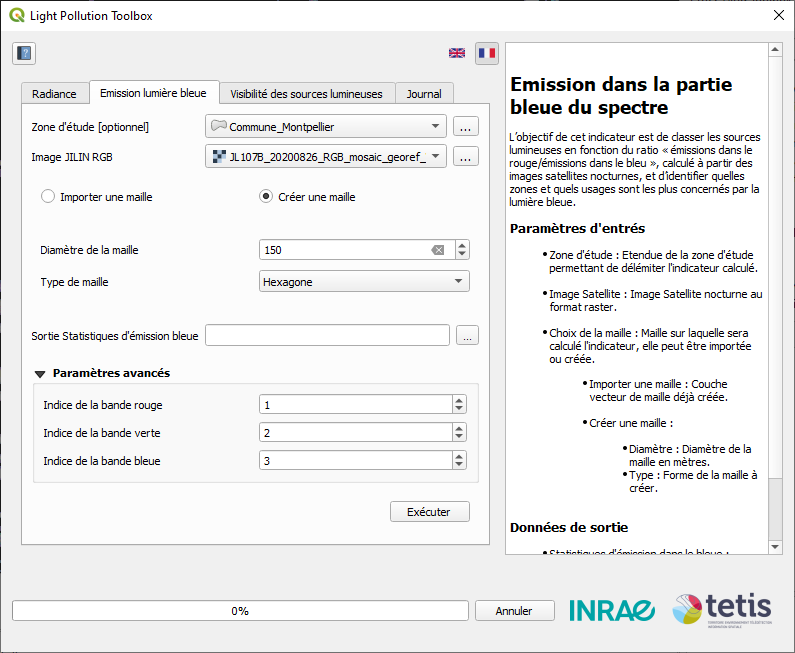 Light Pollution Toolbox
Radiance
Emission lumière bleue
Visibilité des sources lumineuses
Journal
Zone d'étude [optionnel]
Commune_Montpellier
...
Image JILIN RGB
JL107B_20200826_RGB_mosaic_georef_
...
Importer une maille
Créer une maille
Diamètre de la maille
150
Type de maille
Hexagone
Sortie Statistiques d'émission bleue
...
Paramètres avancés
Indice de la bande rouge
1
Indice de la bande verte
2
Indice de la bande bleue
3
Exécuter
Emission dans la partie
bleue du spectre
L'objectif de cet indicateur est de classer les sources
lumineuses en fonction du ratio « émissions dans le
rouge/émissions dans le bleu », calculé à partir des
images satellites nocturnes, et d'identifier quelles
zones et quels usages sont les plus concernés par la
lumière bleue.
Paramètres d'entrés
•Zone d'étude : Etendue de la zone d'étude
permettant de délémiter l'indicateur calculé.
•Image Satellite : Image Satellite nocturne au
format raster.
•Choix de la maille : Maille sur laquelle sera
calculé l'indicateur, elle peut être importée
ou créée.
•Importer une maille : Couche
vecteur de maille déjà créée.
•Créer une maille :
•Diamètre : Diamètre de la
maille en mètres.
•Type : Forme de la maille à
créer.
Données de sortie
•Statistiques d'émission dans le bleue :
0%
Annuler
INRAE
tetis